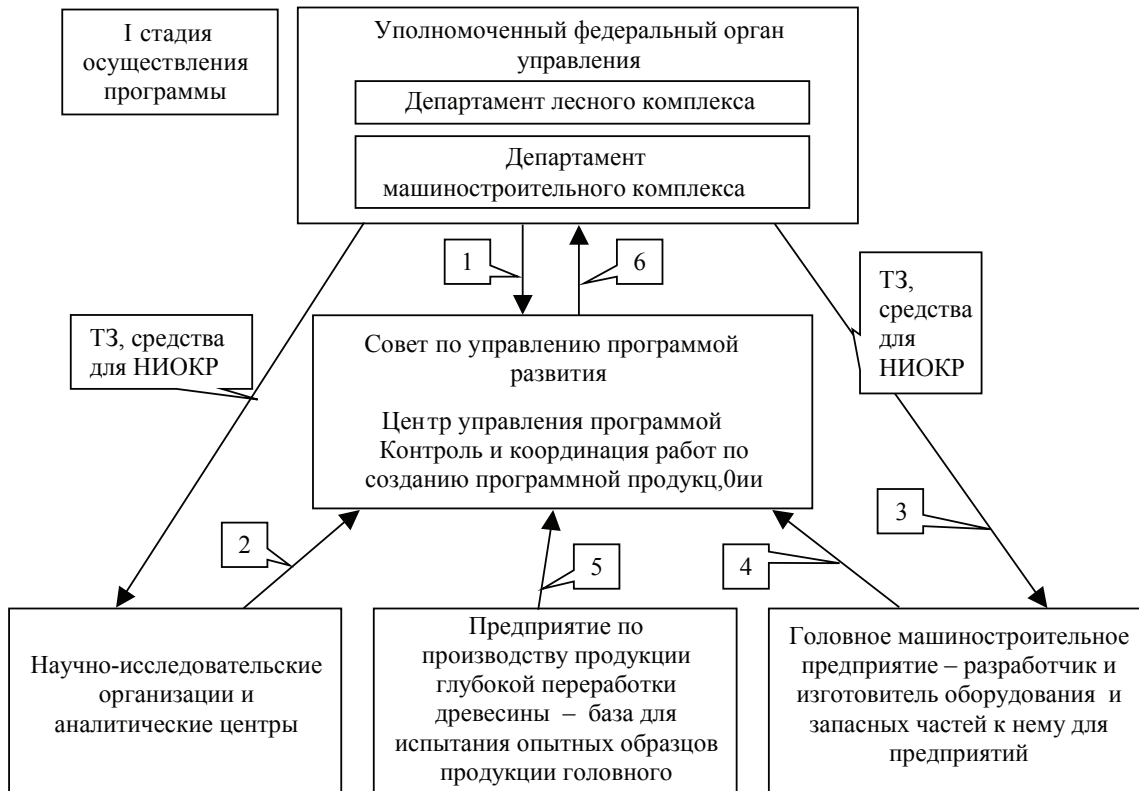 I стадия
осуществления
программы
Уполномоченный федеральный орган
управления
Департамент лесного комплекса
Департамент
машиностроительного комплекса
1
6
ТЗ, средства
для НИОКР
ТЗ,
средства
для
НИОКР
Совет по управлению программой
развития
Центр управления программой
Контроль и координация работ по
созданию программной продукц,0ии
2
5
4
3
Научно-исследовательские
организации и
аналитические центры
Предприятие по
производству продукции
глубокой переработки
древесины – база для
испытания опытных образцов
продукции головного
Головное машиностроительное
предприятие – разработчик и
изготовитель оборудования и
запасных частей к нему для
предприятий